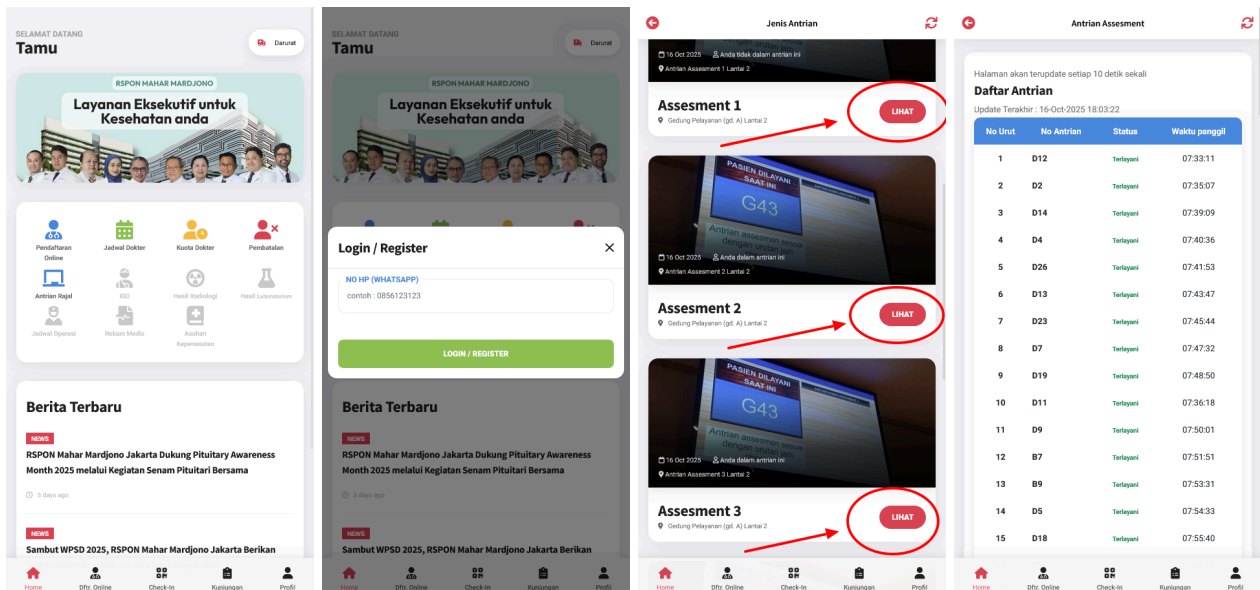 SELAMAT DATANG
Tamu
Darurat
RSPON MAHAR MARDJONO
Layanan Eksekutif untuk
Kesehatan anda
Pendaftaran
Online
Jadwal Dokter
Kuota Dokter
Pembatalan
Antrian Rajal
IGD
Hasil Radiologi
Hasil Laboratorium
Jadwal Operasi
Rekam Medis
Asuhan
Keperawatan
Berita Terbaru
NEWS
RSPON Mahar Mardjono Jakarta Dukung Pituitary Awareness
Month 2025 melalui Kegiatan Senam Pituitari Bersama
5 days ago
NEWS
Sambut WPSD 2025, RSPON Mahar Mardjono Jakarta Berikan
Home Dftr. Online Check-In Kunjungan Profil
SELAMAT DATANG
Tamu
Darurat
RSPON MAHAR MARDJONO
Layanan Eksekutif untuk
Kesehatan anda
Login / Register
NO HP (WHATSAPP)
contoh : 0856123123
LOGIN / REGISTER
Berita Terbaru
NEWS
RSPON Mahar Mardjono Jakarta Dukung Pituitary Awareness
Month 2025 melalui Kegiatan Senam Pituitari Bersama
5 days ago
NEWS
Sambut WPSD 2025, RSPON Mahar Mardjono Jakarta Berikan
Home Dftr. Online Check-In Kunjungan Profil
Jenis Antrian
dengan urutan jam
16 Oct 2025 Anda tidak dalam antrian ini
Antrian Assesment 1 Lantai 2
Assesment 1
Gedung Pelayanan (gd. A) Lantai 2
LIHAT
PASIEN DILAYANI
SAAT INI
G43
Antrian assesmen sesuai
dengan urutan jam
16 Oct 2025 Anda dalam antrian ini
Antrian Assesment 2 Lantai 2
Assesment 2
Gedung Pelayanan (gd. A) Lantai 2
LIHAT
PASIEN DILAYANI
SAAT INI
G43
Antrian assesmen sesuai
dengan urutan jam
16 Oct 2025 Anda dalam antrian ini
Antrian Assesment 3 Lantai 2
Assesment 3
Gedung Pelayanan (gd. A) Lantai 2
LIHAT
Home Dftr. Online Check-In Kunjungan Profil
Antrian Assesment
Halaman akan terupdate setiap 10 detik sekali
Daftar Antrian
Update Terakhir : 16-Oct-2025 18:03:22
No Urut No Antrian Status Waktu panggil
1 D12 Terlayani 07:33:11
2 D2 Terlayani 07:35:07
3 D14 Terlayani 07:39:09
4 D4 Terlayani 07:40:36
5 D26 Terlayani 07:41:53
6 D13 Terlayani 07:43:47
7 D23 Terlayani 07:45:44
8 D7 Terlayani 07:47:32
9 D19 Terlayani 07:48:50
10 D11 Terlayani 07:36:18
11 D9 Terlayani 07:50:01
12 B7 Terlayani 07:51:51
13 B9 Terlayani 07:53:31
14 D5 Terlayani 07:54:33
15 D18 Terlayani 07:55:40
Home Dftr. Online Check-In Kunjungan Profil